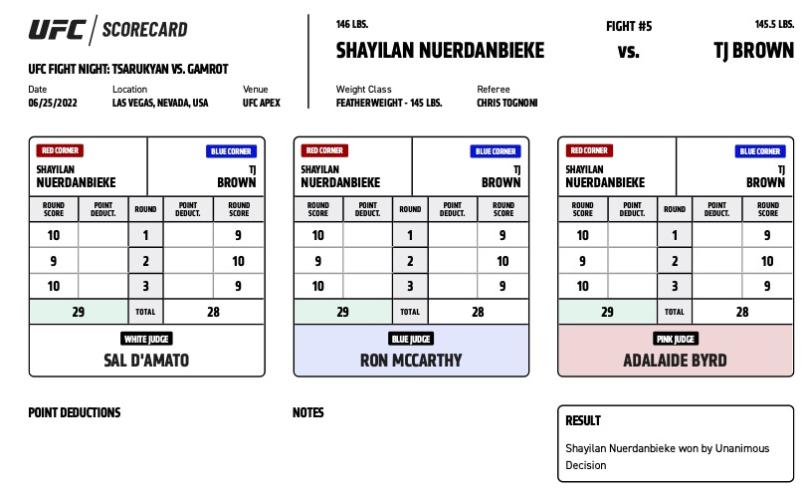 UFC / SCORECARD
UFC FIGHT NIGHT: TSARUKYAN VS. GAMROT
Date Location Venue
06/25/2022 LAS VEGAS, NEVADA, USA UFC APEX
146 LBS. FIGHT #5 145.5 LBS.
SHAYILAN NUERDANBIEKE VS. TJ BROWN
Weight Class Referee
FEATHERWEIGHT - 145 LBS. CHRIS TOGNONI
RED CORNER BLUE CORNER
SHAYILAN TJ
NUERDANBIEKE BROWN
ROUND SCORE POINT DEDUCT. ROUND POINT DEDUCT. ROUND SCORE
10 1 9
9 2 10
10 3 9
29 TOTAL 28
WHITE JUDGE
SAL D'AMATO
RED CORNER BLUE CORNER
SHAYILAN TJ
NUERDANBIEKE BROWN
ROUND SCORE POINT DEDUCT. ROUND POINT DEDUCT. ROUND SCORE
10 1 9
9 2 10
10 3 9
29 TOTAL 28
BLUE JUDGE
RON MCCARTHY
RED CORNER BLUE CORNER
SHAYILAN TJ
NUERDANBIEKE BROWN
ROUND SCORE POINT DEDUCT. ROUND POINT DEDUCT. ROUND SCORE
10 1 9
9 2 10
10 3 9
29 TOTAL 28
PINK JUDGE
ADALAIDE BYRD
POINT DEDUCTIONS
NOTES
RESULT
Shayilan Nuerdanbieke won by Unanimous
Decision